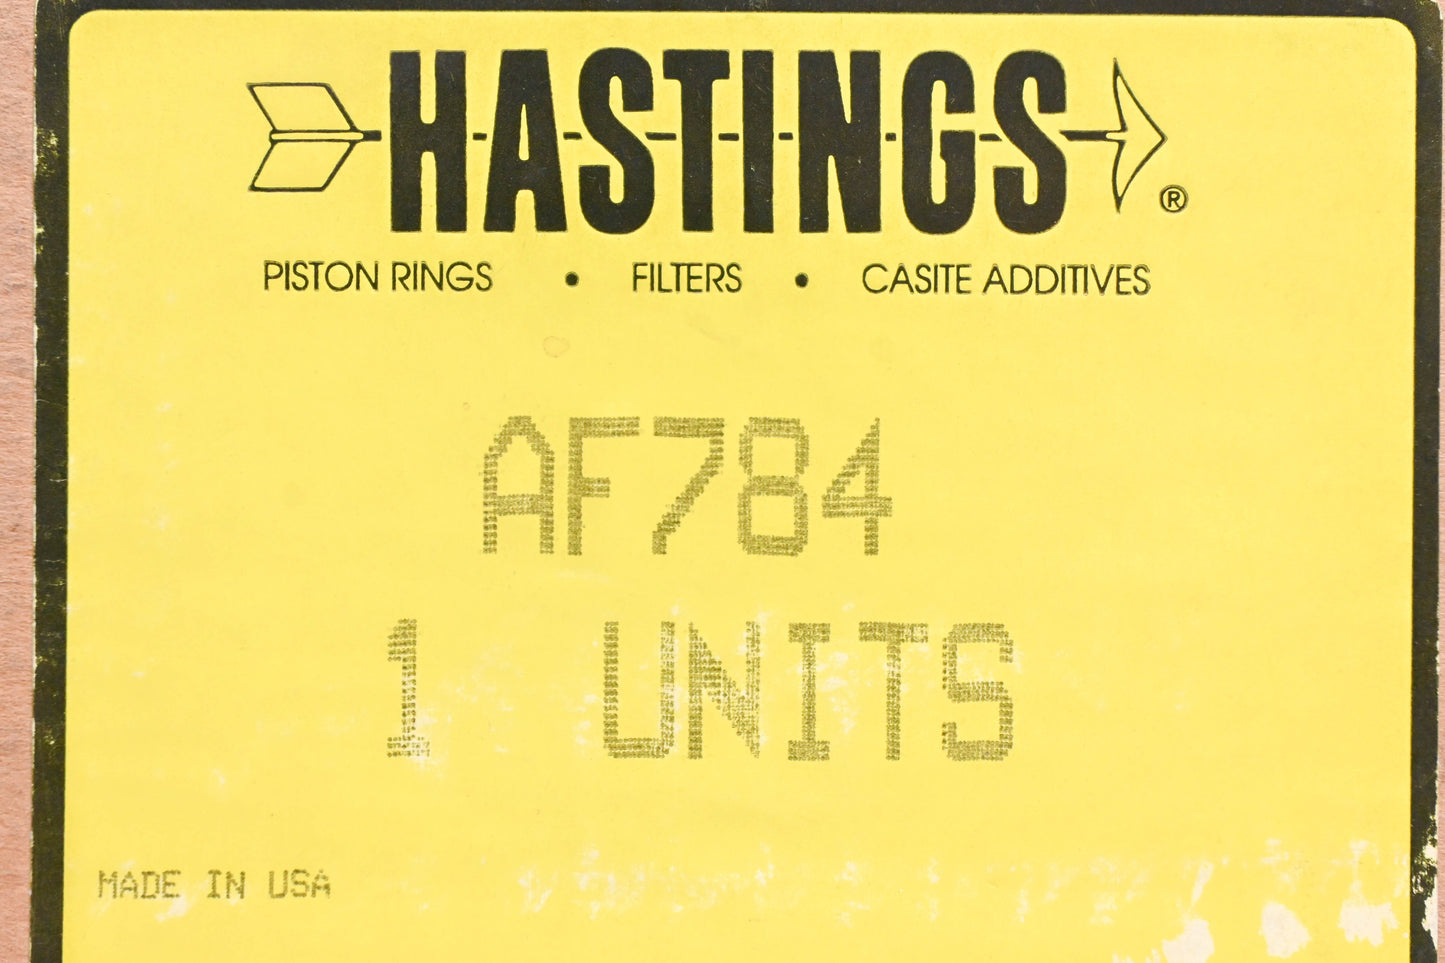 HASTINGS ®
PISTON RINGS • FILTERS • CASITE ADDITIVES
AF784
1 UNITS
MADE IN USA